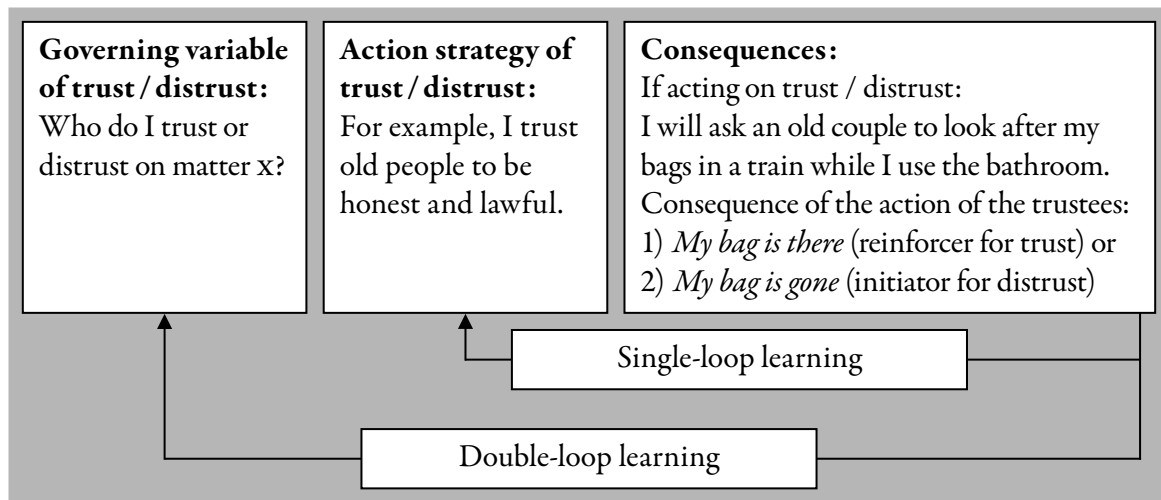 Governing variable
of trust / distrust:
Who do I trust or
distrust on matter x?
Action strategy of
trust / distrust:
For example, I trust
old people to be
honest and lawful.
Consequences:
If acting on trust / distrust:
I will ask an old couple to look after my
bags in a train while I use the bathroom.
Consequence of the action of the trustees:
1) My bag is there (reinforcer for trust) or
2) My bag is gone (initiator for distrust)
Single-loop learning
Double-loop learning